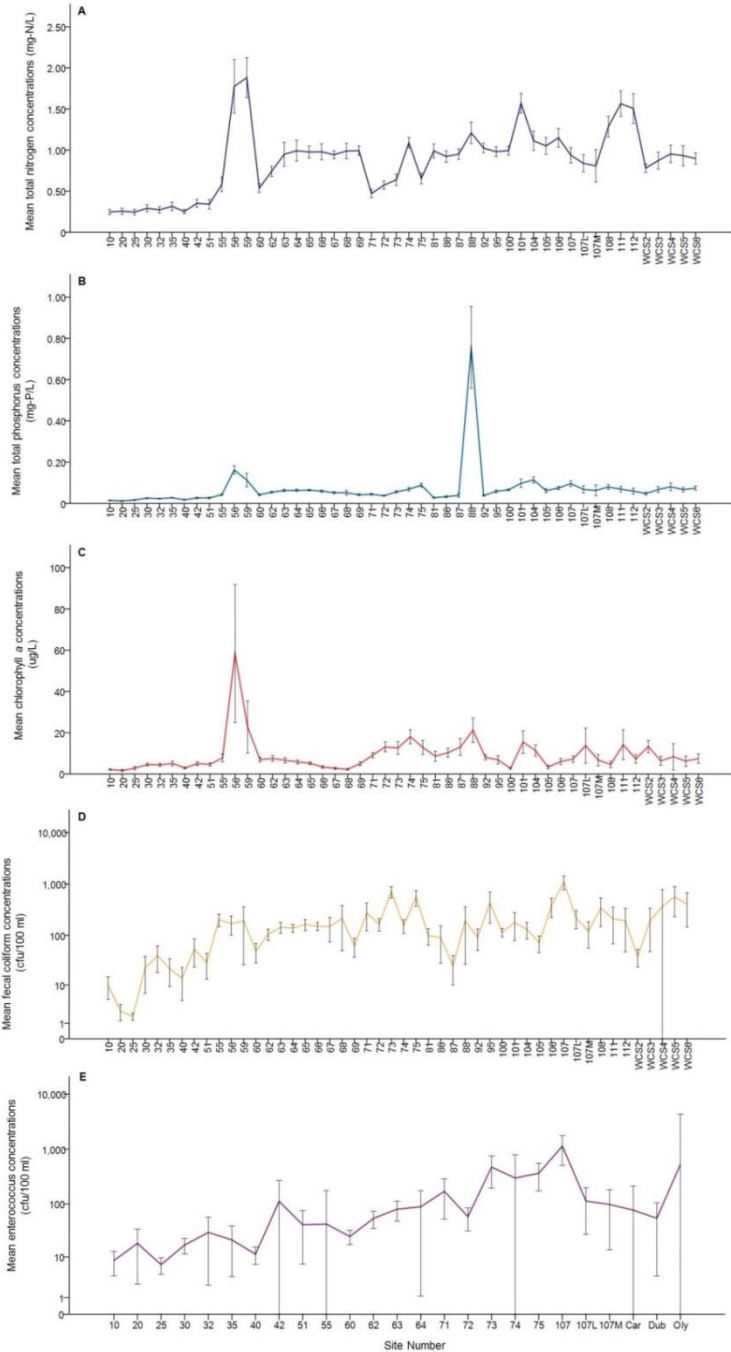 A
Mean total nitrogen concentrations (mg-N/L)
2.50
2.00
1.50
1.00
0.50
0
10 20 25 30 32 35 40 42 51 55 56 59 60 62 63 64 65 66 67 68 69 71 72 73 74 75 81 86 87 88 92 95 100 101 104 105 106 107 107L 107M 108 111 112 WCS2 WCS3 WCS4 WCS5 WCS6
B
Mean total phosphorus concentrations
(mg-P/L)
1.00
0.80
0.60
0.40
0.20
0
10 20 25 30 32 35 40 42 51 55 56 59 60 62 63 64 65 66 67 68 69 71 72 73 74 75 81 86 87 88 92 95 100 101 104 105 106 107 107L 107M 108 111 112 WCS2 WCS3 WCS4 WCS5 WCS6
C
Mean chlorophyll a concentrations
(ug/L)
100
80
60
40
20
0
10 20 25 30 32 35 40 42 51 55 56 59 60 62 63 64 65 66 67 68 69 71 72 73 74 75 81 86 87 88 92 95 100 101 104 105 106 107 107L 107M 108 111 112 WCS2 WCS3 WCS4 WCS5 WCS6
D
Mean fecal coliform concentrations
(cfu/100 ml)
10,000
1,000
100
10
1
0
10 20 25 30 32 35 40 42 51 55 56 59 60 62 63 64 65 66 67 68 69 71 72 73 74 75 81 86 87 88 92 95 100 101 104 105 106 107 107L 107M 108 111 112 WCS2 WCS3 WCS4 WCS5 WCS6
E
Mean enterococcus concentrations
(cfu/100 ml)
10,000
1,000
100
10
1
0
10 20 25 30 32 35 40 42 51 55 60 62 63 64 71 72 73 74 75 107 107L 107M Car Dub Oly
Site Number